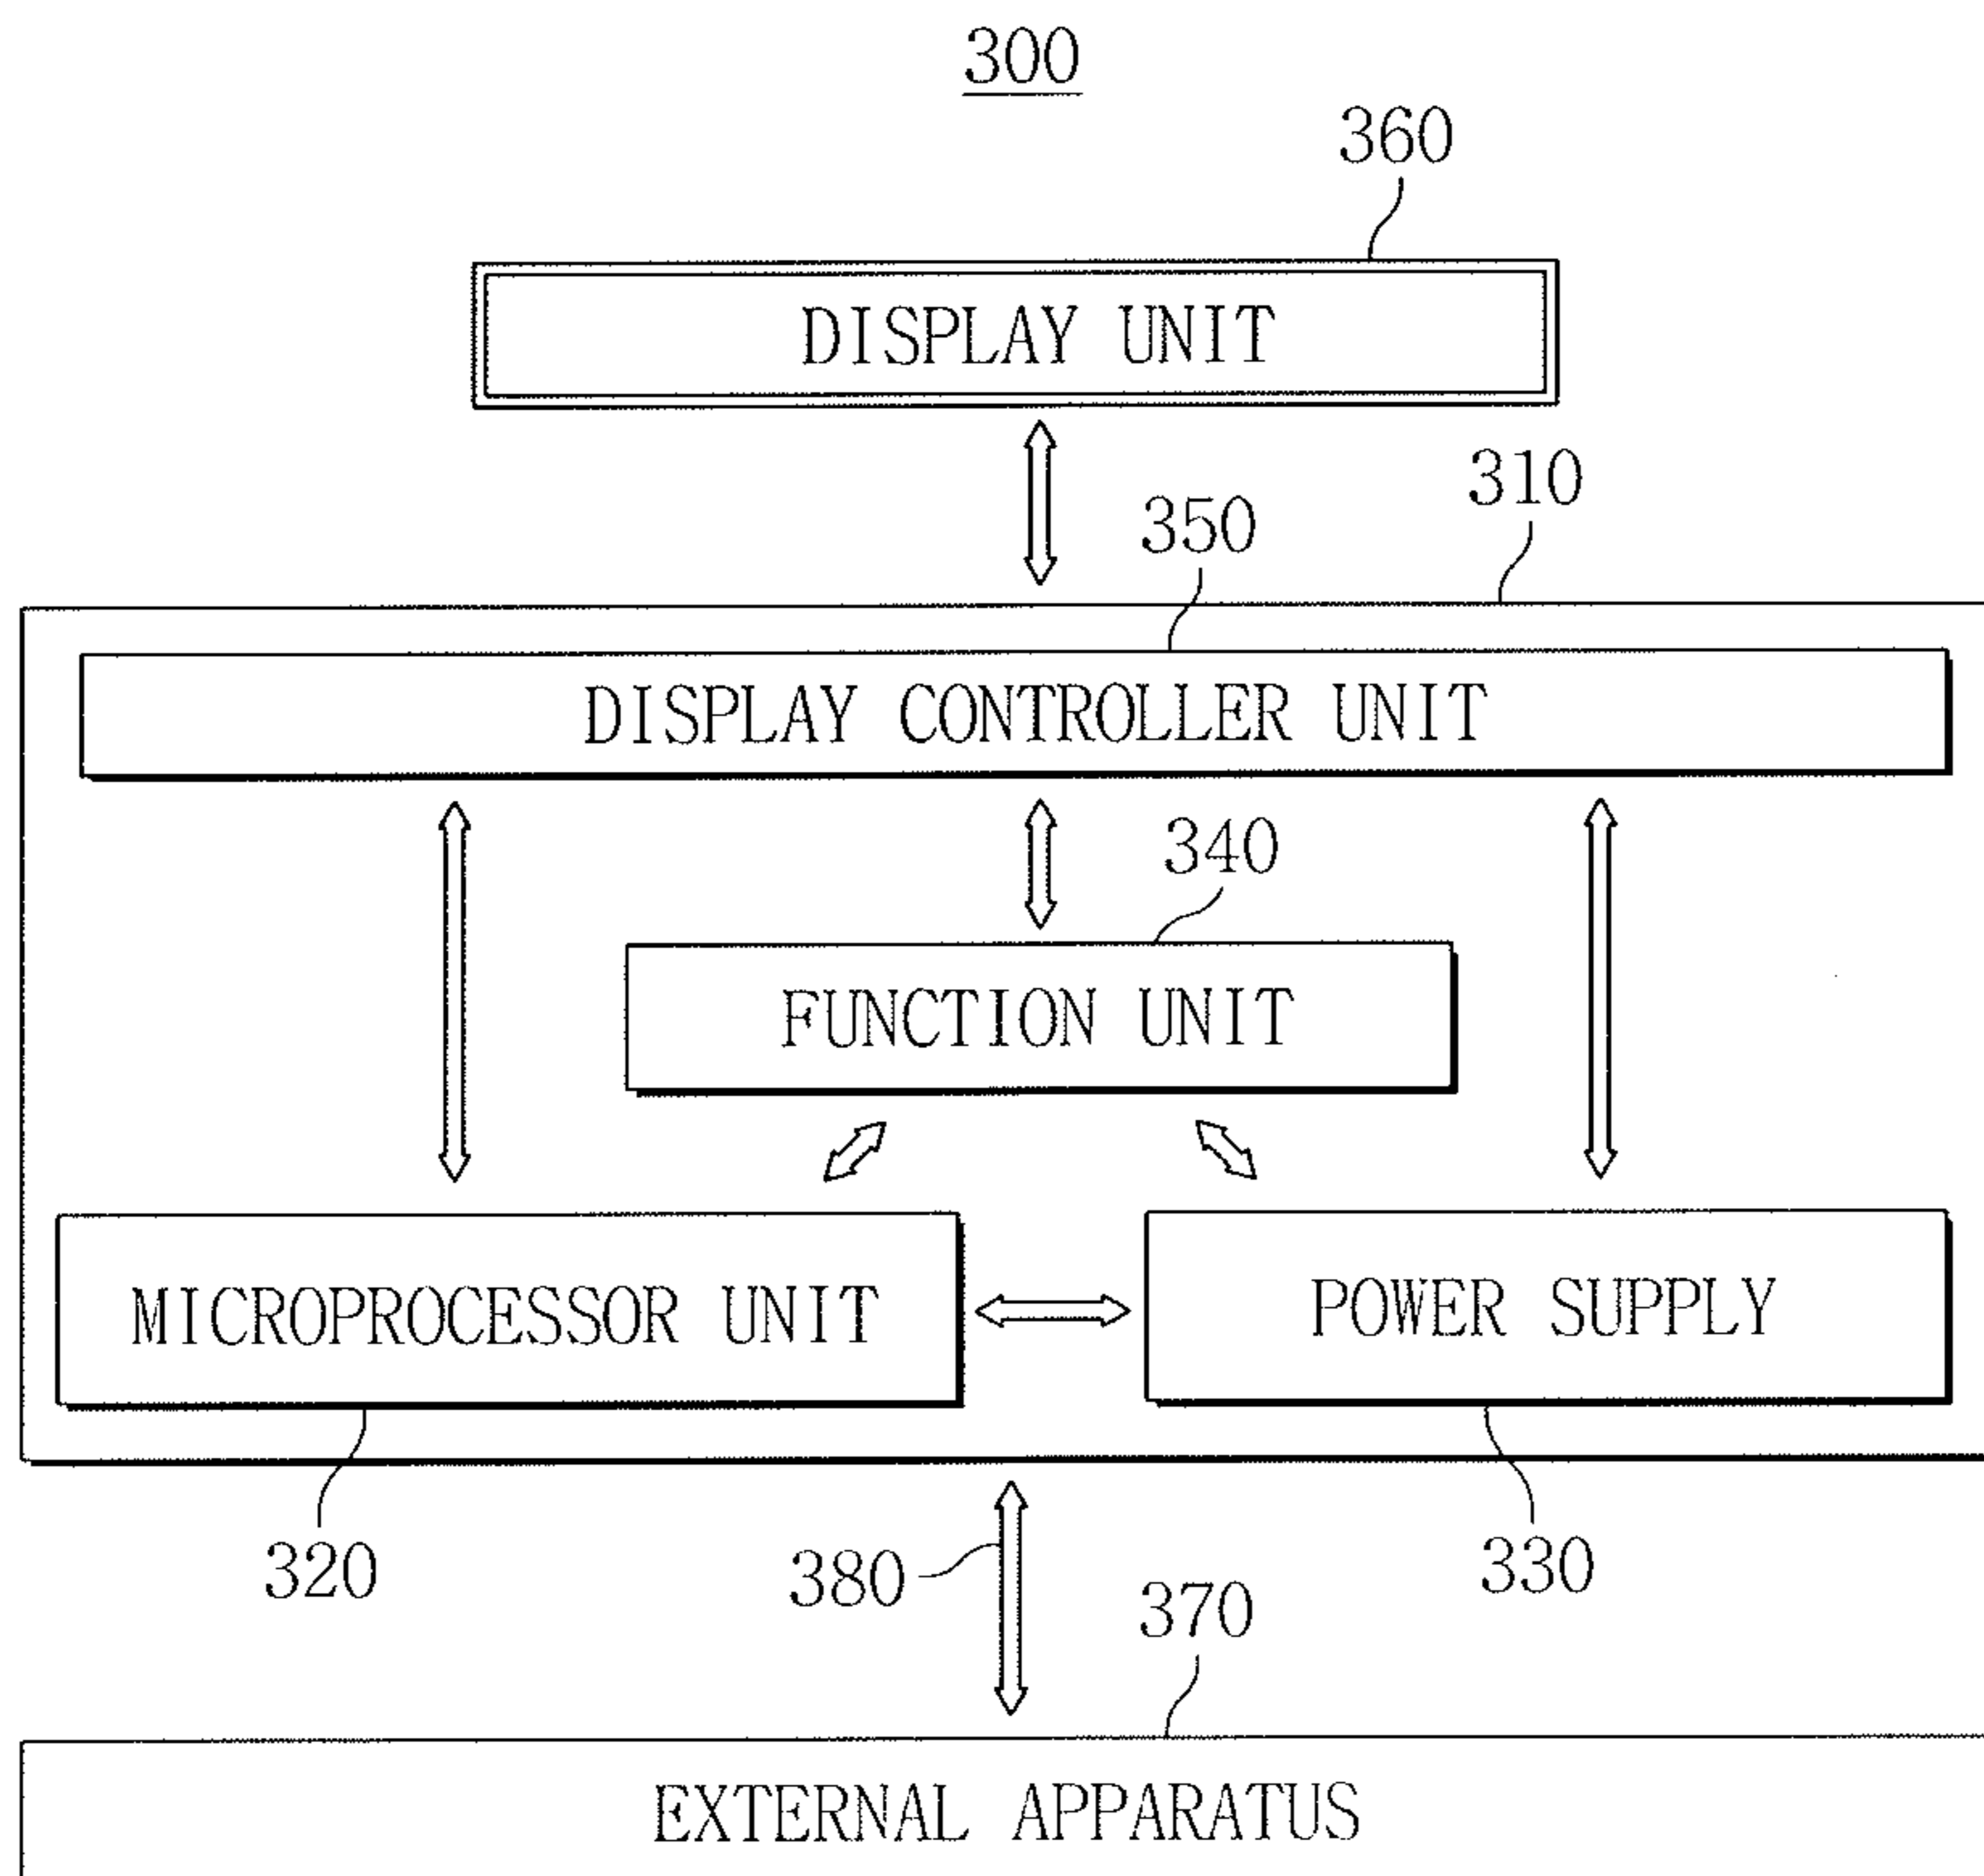 300
360
DISPLAY UNIT
310
350
DISPLAY CONTROLLER UNIT
340
FUNCTION UNIT
MICROPROCESSOR UNIT
POWER SUPPLY
320
380
330
370
EXTERNAL APPARATUS